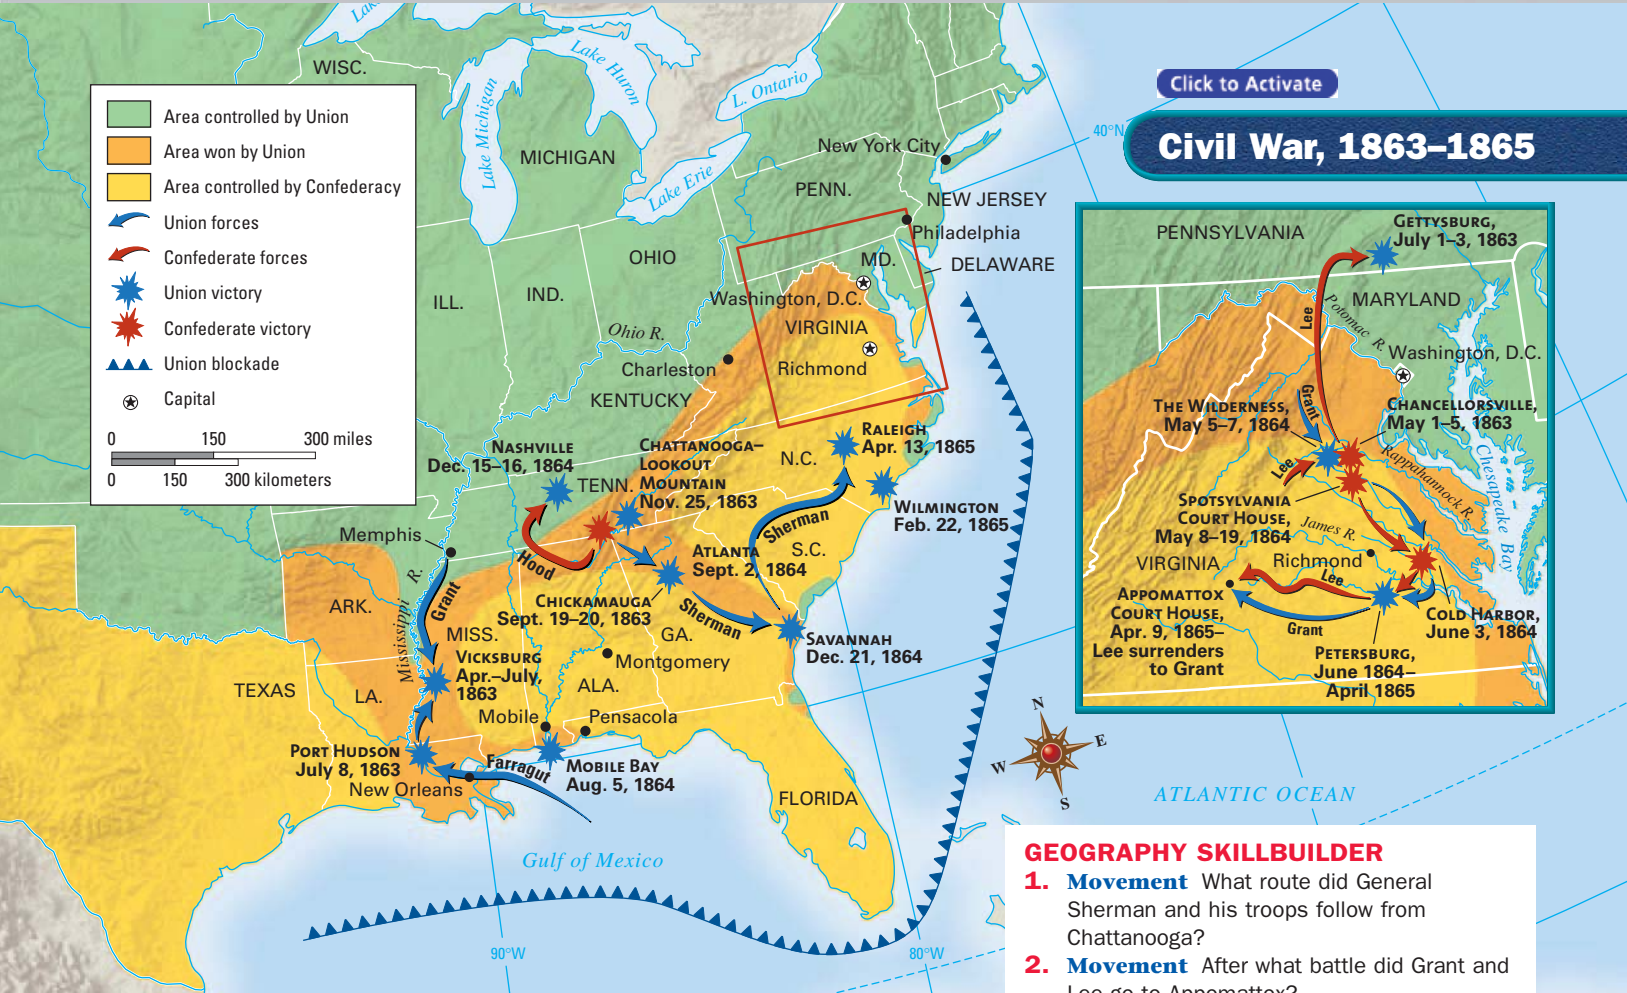 Click to Activate
Civil War, 1863–1865
Area controlled by Union
Area won by Union
Area controlled by Confederacy
Union forces
Confederate forces
Union victory
Confederate victory
Union blockade
Capital
0 150 300 miles
0 150 300 kilometers
WISC.
Lake Michigan
Lake Huron
L. Ontario
Lake Erie
MICHIGAN
New York City
PENN.
NEW JERSEY
Philadelphia
MD.
DELAWARE
OHIO
IND.
ILL.
Washington, D.C.
VIRGINIA
Richmond
Ohio R.
Charleston
KENTUCKY
40°N
NASHVILLE
Dec. 15–16, 1864
TENN.
CHATTANOOGA–
LOOKOUT
MOUNTAIN
Nov. 25, 1863
N.C.
RALEIGH
Apr. 13, 1865
WILMINGTON
Feb. 22, 1865
Sherman
S.C.
Memphis
Hood
ATLANTA
Sept. 2, 1864
CHICKAMAUGA
Sept. 19–20, 1863
Sherman
GA.
SAVANNAH
Dec. 21, 1864
ARK.
Mississippi R.
Grant
MISS.
VICKSBURG
Apr.–July,
1863
Montgomery
ALA.
TEXAS
LA.
Mobile
Pensacola
PORT HUDSON
July 8, 1863
New Orleans
Farragut
MOBILE BAY
Aug. 5, 1864
FLORIDA
Gulf of Mexico
90°W
80°W
N
E
S
W
ATLANTIC OCEAN
PENNSYLVANIA
GETTYSBURG,
July 1–3, 1863
MARYLAND
Lee
Potomac R.
Washington, D.C.
Grant
THE WILDERNESS,
May 5–7, 1864
CHANCELLORSVILLE,
May 1–5, 1863
Lee
Rappahannock R.
Chesapeake Bay
SPOTSYLVANIA
COURT HOUSE,
May 8–19, 1864
James R.
VIRGINIA
Richmond
Lee
APPOMATTOX
COURT HOUSE,
Apr. 9, 1865–
Lee surrenders
to Grant
Grant
COLD HARBOR,
June 3, 1864
PETERSBURG,
June 1864–
April 1865
GEOGRAPHY SKILLBUILDER
1. Movement What route did General
Sherman and his troops follow from
Chattanooga?
2. Movement After what battle did Grant and
Lee go to Appomattox?